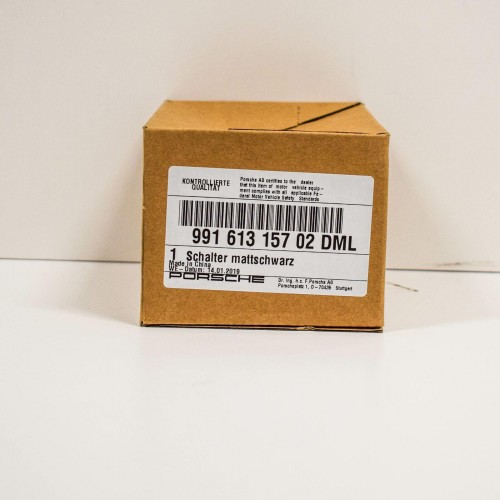 KONTROLLIERTE
QUALITÄT
Porsche AG certifies to the dealer
that this item of motor vehicle equip -
ment complies with all applicable Fe -
deral Motor Vehicle Safety Standards
991 613 157 02 DML
1 Schalter mattschwarz
Made in China
WE - Datum: 14.01.2019
PORSCHE
Dr. Ing. h.c. F.Porsche AG
Porscheplatz 1, D - 70435 Stuttgart